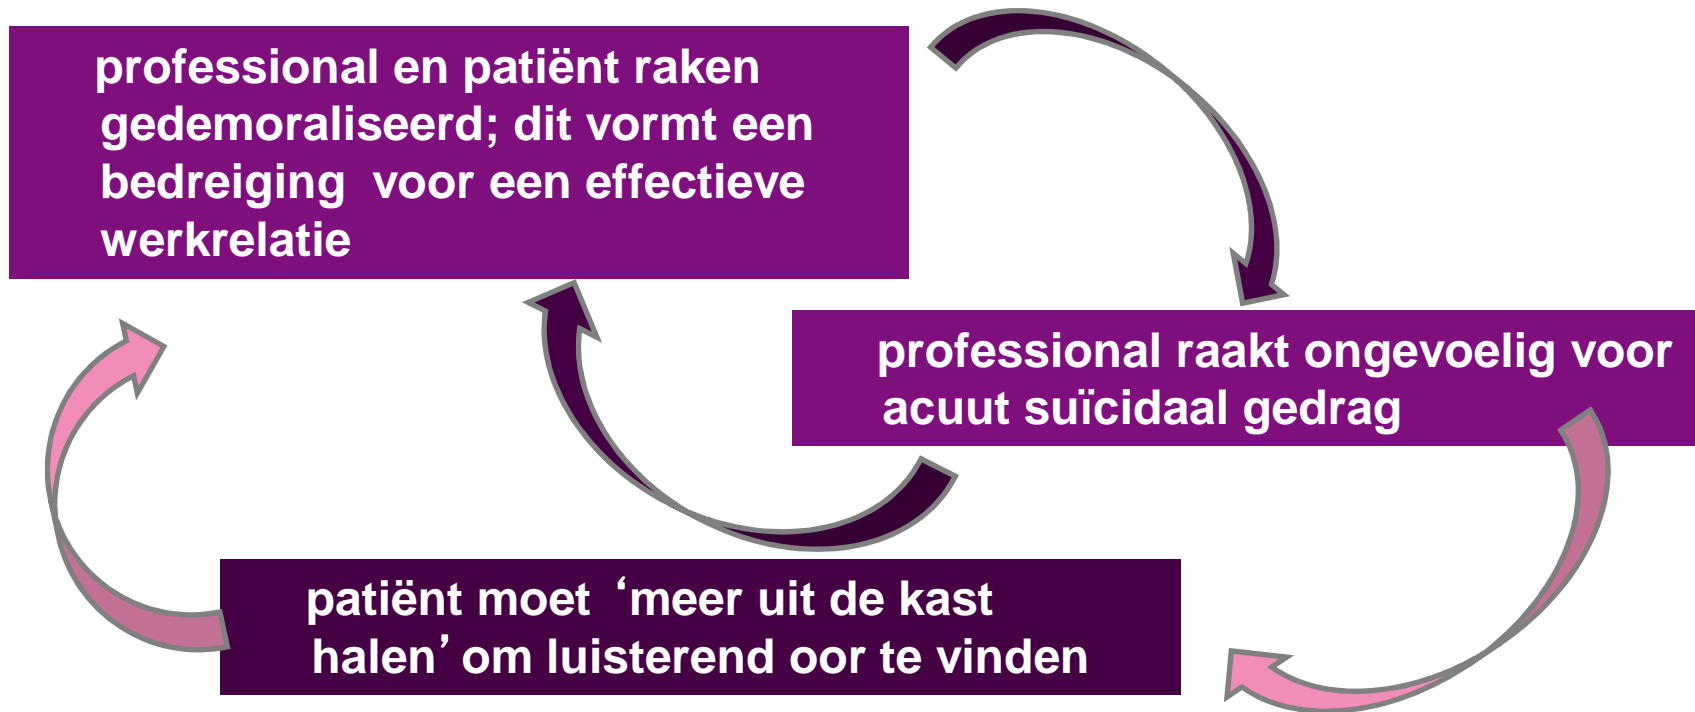 professional en patiënt raken
gedemoraliseerd; dit vormt een
bedreiging voor een effectieve
werkrelatie
professional raakt ongevoelig voor
acuut suïcidaal gedrag
patiënt moet ‘meer uit de kast
halen’ om luisterend oor te vinden